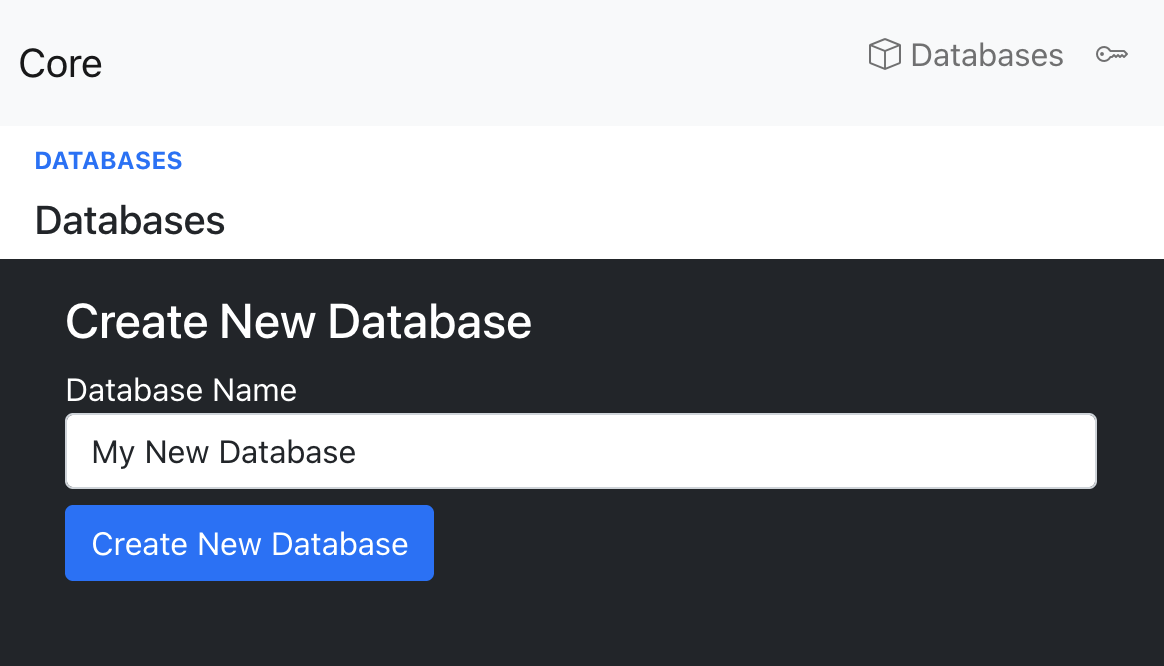 Core
Databases
DATABASES
Databases
Create New Database
Database Name
My New Database
Create New Database